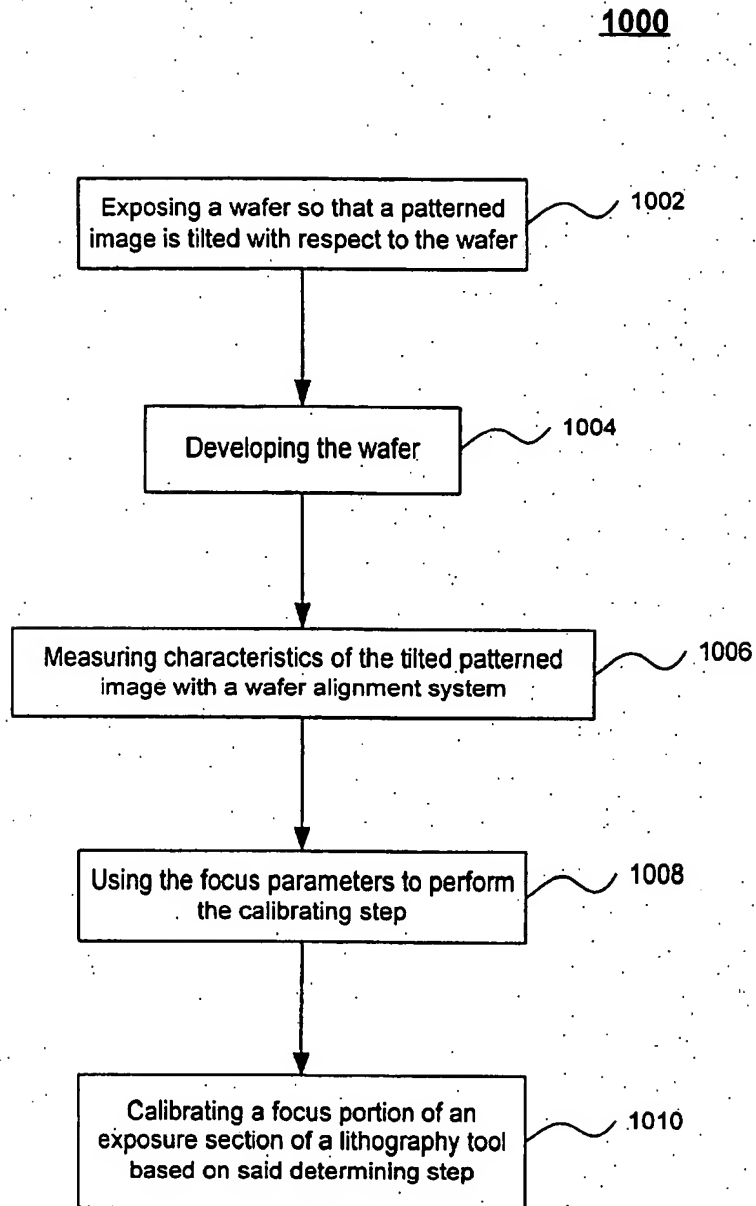 1000
Exposing a wafer so that a patterned
image is tilted with respect to the wafer
1002
Developing the wafer
1004
Measuring characteristics of the tilted patterned
image with a wafer alignment system
1006
Using the focus parameters to perform
the calibrating step
1008
Calibrating a focus portion of an
exposure section of a lithography tool
based on said determining step
1010